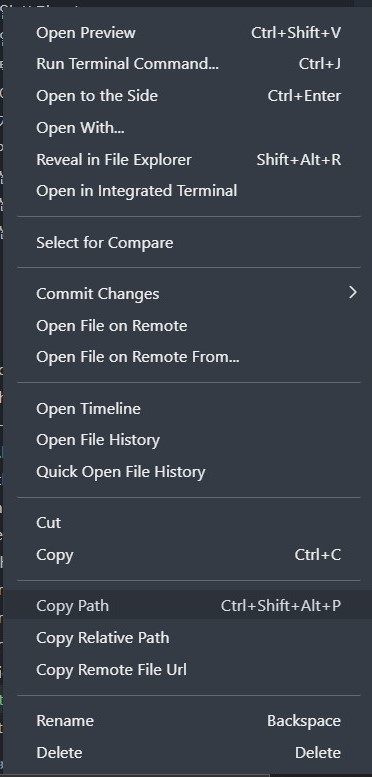 Open Preview Ctrl+Shift+V
Run Terminal Command... Ctrl+J
Open to the Side Ctrl+Enter
Open With...
Reveal in File Explorer Shift+Alt+R
Open in Integrated Terminal
Select for Compare
Commit Changes
Open File on Remote
Open File on Remote From...
Open Timeline
Open File History
Quick Open File History
Cut
Copy Ctrl+C
Copy Path Ctrl+Shift+Alt+P
Copy Relative Path
Copy Remote File Url
Rename Backspace
Delete Delete